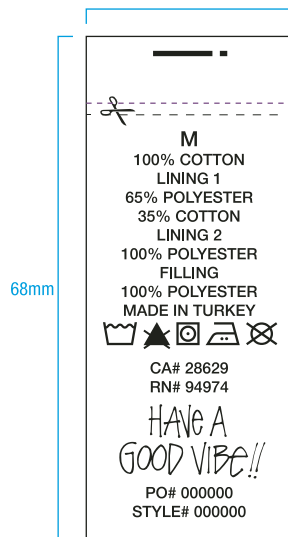 M
100% COTTON
LINING 1
65% POLYESTER
35% COTTON
LINING 2
100% POLYESTER
FILLING
100% POLYESTER
MADE IN TURKEY
68mm
CA# 28629
RN# 94974
HAVE A
GOOD VIBe!!
PO# 000000
STYLE# 000000